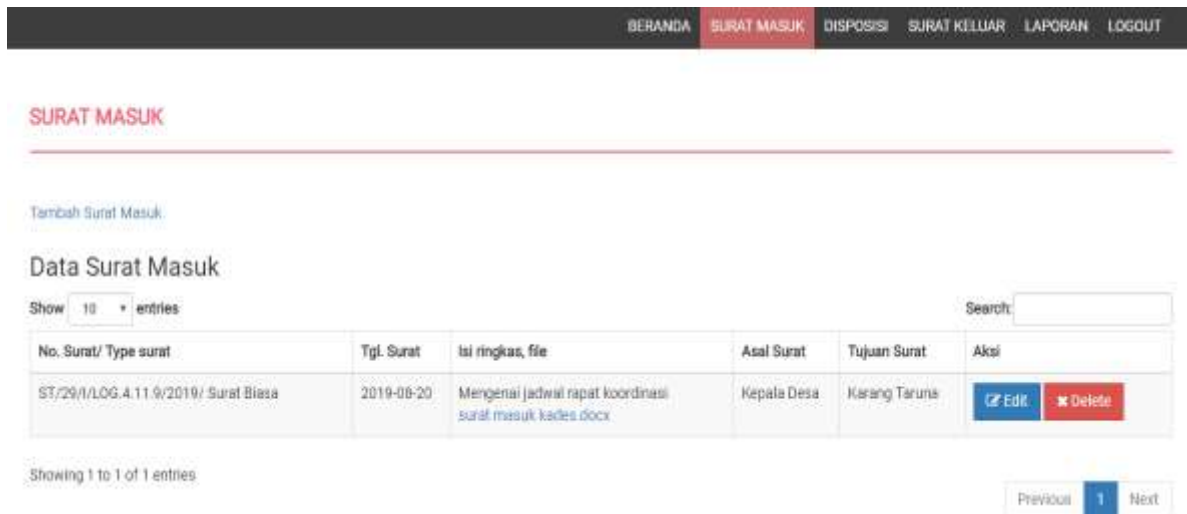 BERANDA SURAT MASUK DISPOSISI SURAT KELUAR LAPORAN LOGOUT
SURAT MASUK
Tambah Surat Masuk
Data Surat Masuk
Show 10 entries Search:
No. Surat/ Type surat Tgl. Surat Isi ringkas, file Asal Surat Tujuan Surat Aksi
ST/29/I/LOG.4.11.9/2019/ Surat Biasa 2019-08-20 Mengenai jadwal rapat koordinasi Kepala Desa Karang Taruna Edit Delete
surat masuk kades.docx
Showing 1 to 1 of 1 entries
Previous 1 Next